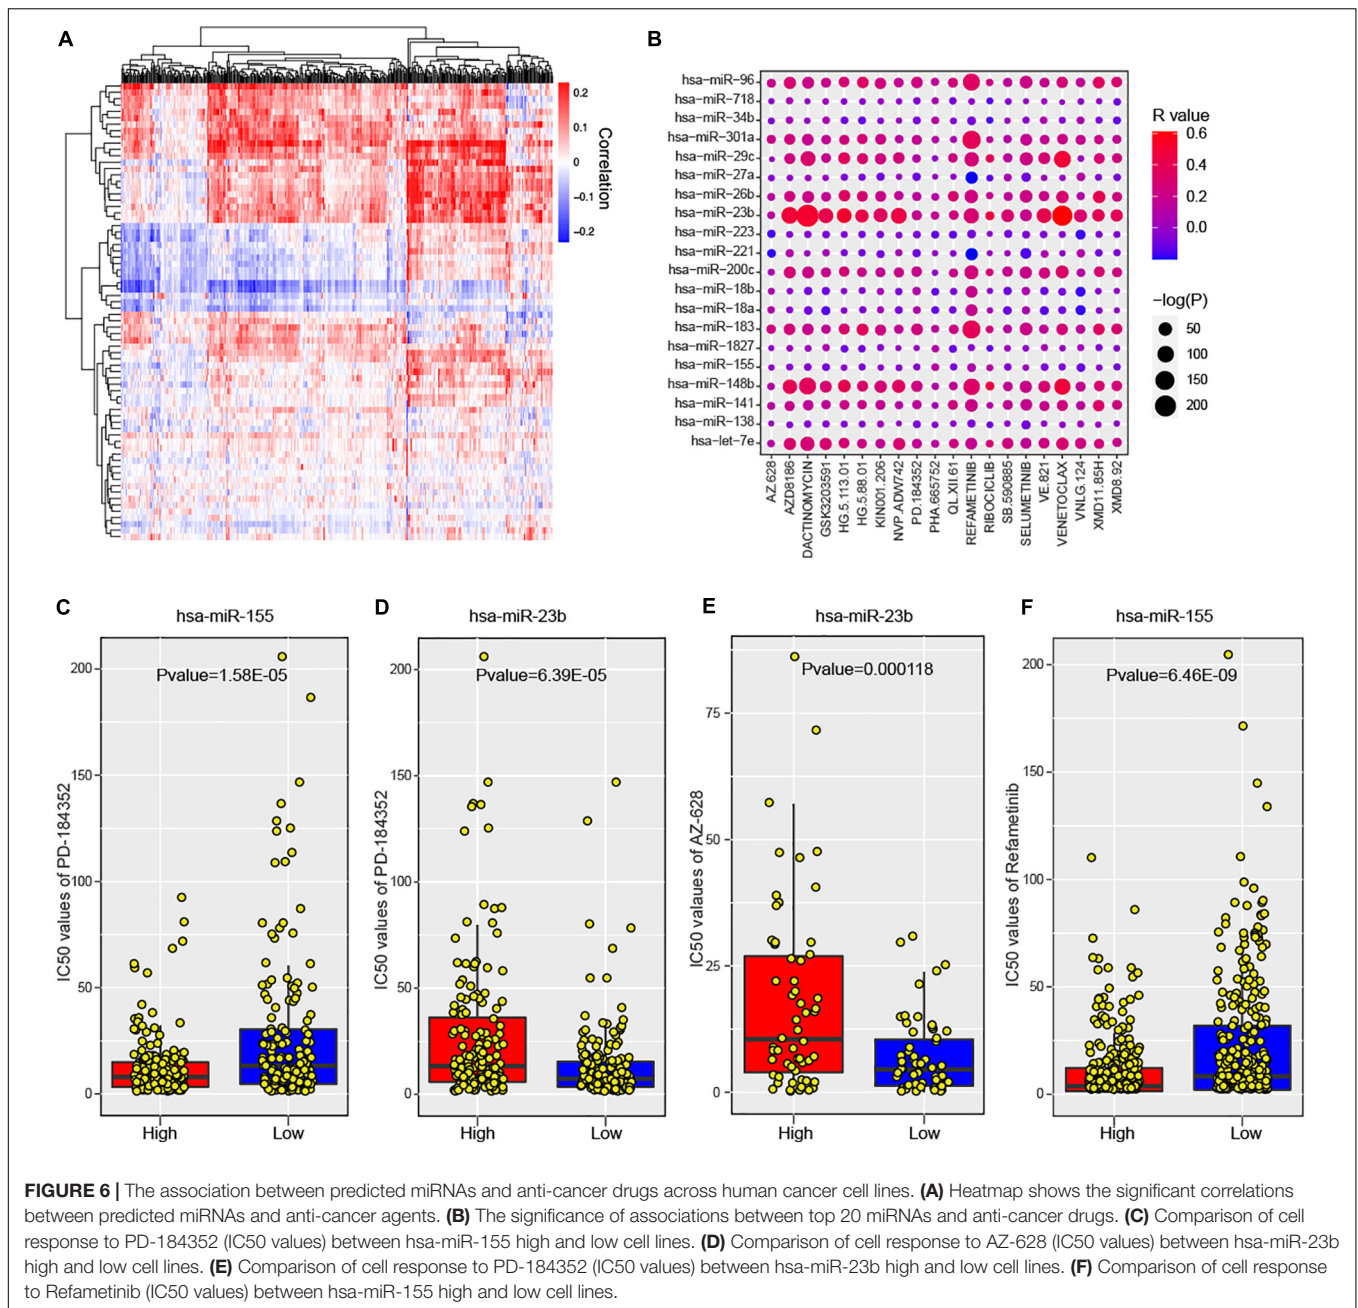 A
0.2
0.1
0
−0.1
−0.2
Correlation
B
hsa−miR−96
hsa−miR−718
hsa−miR−34b
hsa−miR−301a
hsa−miR−29c
hsa−miR−27a
hsa−miR−26b
hsa−miR−23b
hsa−miR−223
hsa−miR−221
hsa−miR−200c
hsa−miR−18b
hsa−miR−18a
hsa−miR−183
hsa−miR−1827
hsa−miR−155
hsa−miR−148b
hsa−miR−141
hsa−miR−138
hsa−let−7e
AZ.628
AZD8186
DACTINOMYCIN
GSK3203591
HG.5.113.01
HG.5.88.01
KIN001.206
NVP.ADW742
PD.184352
PHA.665752
QL.XII.61
REFAMETINIB
RIBOCICLIB
SB.590885
SELUMETINIB
VE.821
VENETOCLAX
VNLG.124
XMD11.85H
XMD8.92
R value
0.6
0.4
0.2
0.0
−log(P)
50
100
150
200
C
hsa-miR-155
Pvalue=1.58E-05
IC50 values of PD-184352
200
150
100
50
0
High
Low
D
hsa-miR-23b
Pvalue=6.39E-05
IC50 values of PD-184352
200
150
100
50
0
High
Low
E
hsa-miR-23b
Pvalue=0.000118
IC50 values of AZ-628
75
50
25
0
High
Low
F
hsa-miR-155
Pvalue=6.46E-09
IC50 values of Refametinib
200
150
100
50
0
High
Low
FIGURE 6 | The association between predicted miRNAs and anti-cancer drugs across human cancer cell lines. (A) Heatmap shows the significant correlations
between predicted miRNAs and anti-cancer agents. (B) The significance of associations between top 20 miRNAs and anti-cancer drugs. (C) Comparison of cell
response to PD-184352 (IC50 values) between hsa-miR-155 high and low cell lines. (D) Comparison of cell response to AZ-628 (IC50 values) between hsa-miR-23b
high and low cell lines. (E) Comparison of cell response to PD-184352 (IC50 values) between hsa-miR-23b high and low cell lines. (F) Comparison of cell response
to Refametinib (IC50 values) between hsa-miR-155 high and low cell lines.